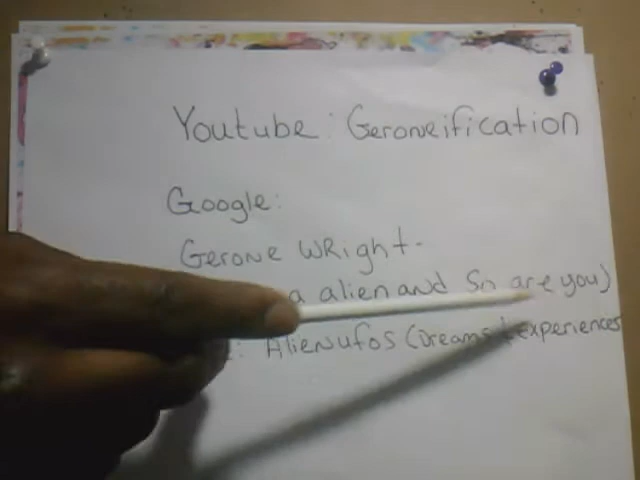 Youtube: Geroneification
Google:
Gerone Wright-
a alien and So are you)
: Alienufos (Dreams experiences